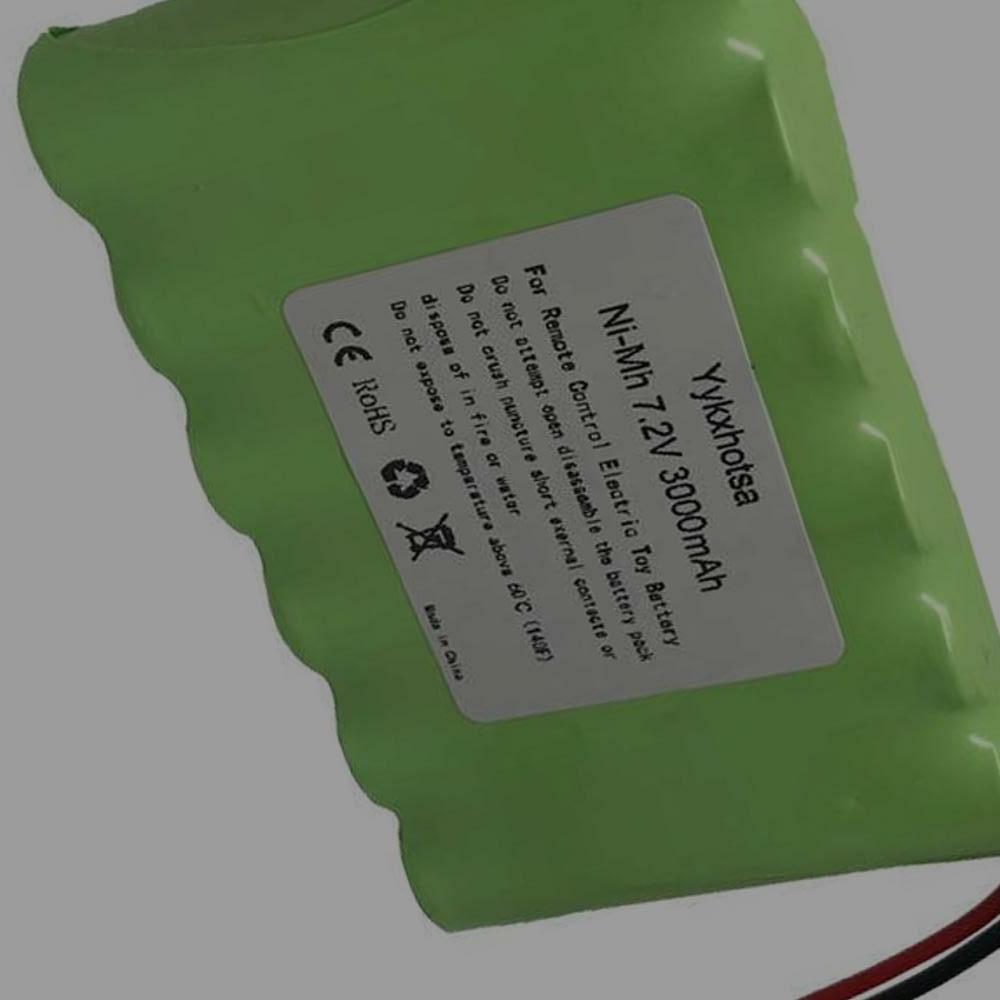 Yykxhotsa
Ni-Mh 7.2V 3000mAh
For Remote Control Electric Toy Battery
Do not attempt open disassemble the battery pack
Do not crush puncture short exernal contacts or
dispose of in fire or water
Do not expose to temperature above 60°C (140F)
CE RoHS
Made in China